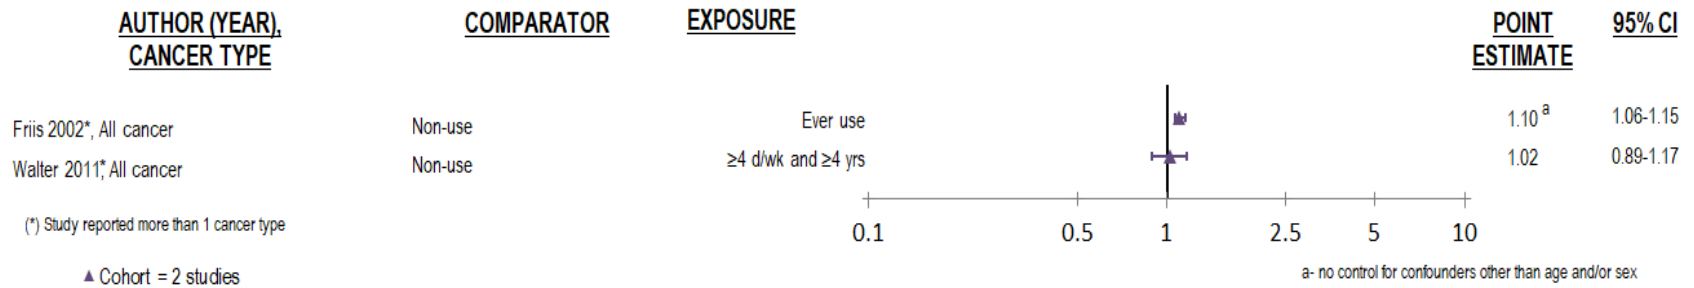 AUTHOR (YEAR), CANCER TYPE COMPARATOR EXPOSURE POINT ESTIMATE 95% CI
Friis 2002*, All cancer Non-use Ever use 1.10 a 1.06-1.15
Walter 2011*, All cancer Non-use ≥4 d/wk and ≥4 yrs 1.02 0.89-1.17
(*) Study reported more than 1 cancer type
0.1 0.5 1 2.5 5 10
▲ Cohort = 2 studies
a- no control for confounders other than age and/or sex